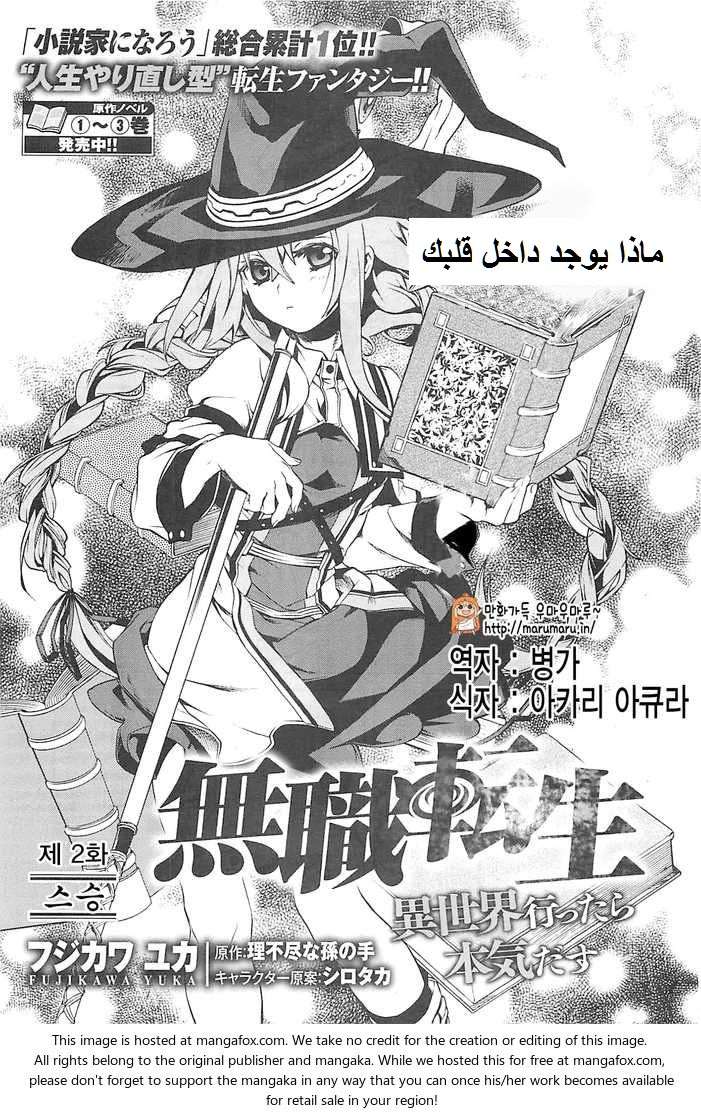 「小説家になろう」総合累計1位!!
“人生やり直し型”転生ファンタジー!!
原作ノベル
①～③巻
発売中!!
ماذا يوجد داخل قلبك
만화가득 우마우마루~
http://marumaru.in/
역자 : 병가
식자 : 아카리 아큐라
無職転生
異世界行ったら
本気だす
제 2화
스승
フジカワ ユカ
FUJIKAWA YUKA
原作:理不尽な孫の手
キャラクター原案:シロタカ
This image is hosted at mangafox.com. We take no credit for the creation or editing of this image.
All rights belong to the original publisher and mangaka. While we hosted this for free at mangafox.com,
please don't forget to support the mangaka in any way that you can once his/her work becomes available
for retail sale in your region!